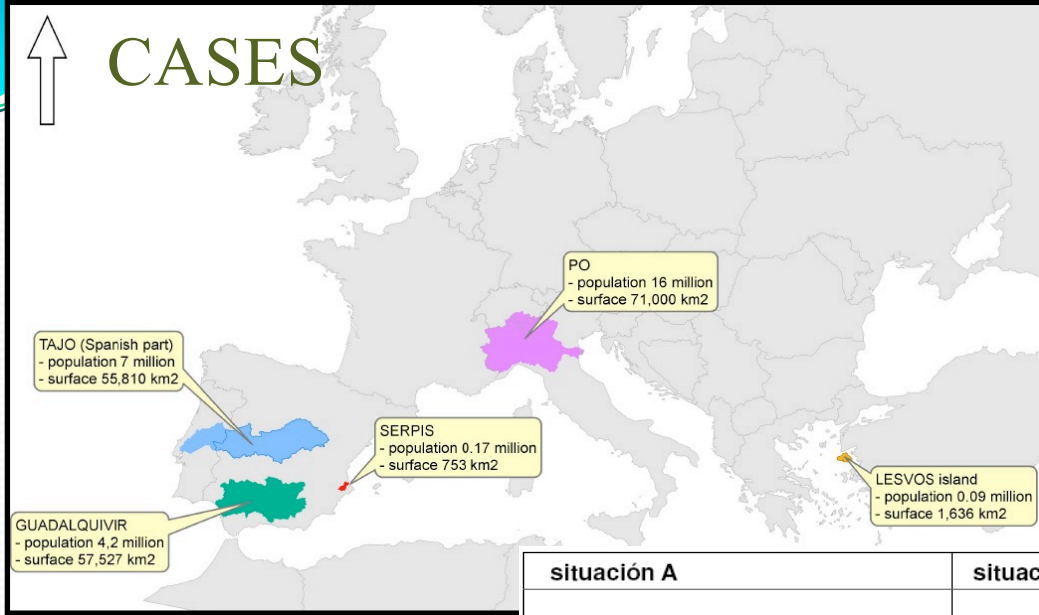 CASES
PO
- population 16 million
- surface 71,000 km2
TAJO (Spanish part)
- population 7 million
- surface 55,810 km2
SERPIS
- population 0.17 million
- surface 753 km2
LESVOS island
- population 0.09 million
- surface 1,636 km2
GUADALQUIVIR
- population 4,2 million
- surface 57,527 km2
situación A
situac